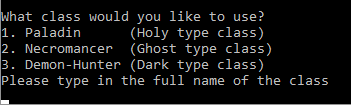 What class would you like to use?
1. Paladin      (Holy type class)
2. Necromancer  (Ghost type class)
3. Demon-Hunter (Dark type class)
Please type in the full name of the class